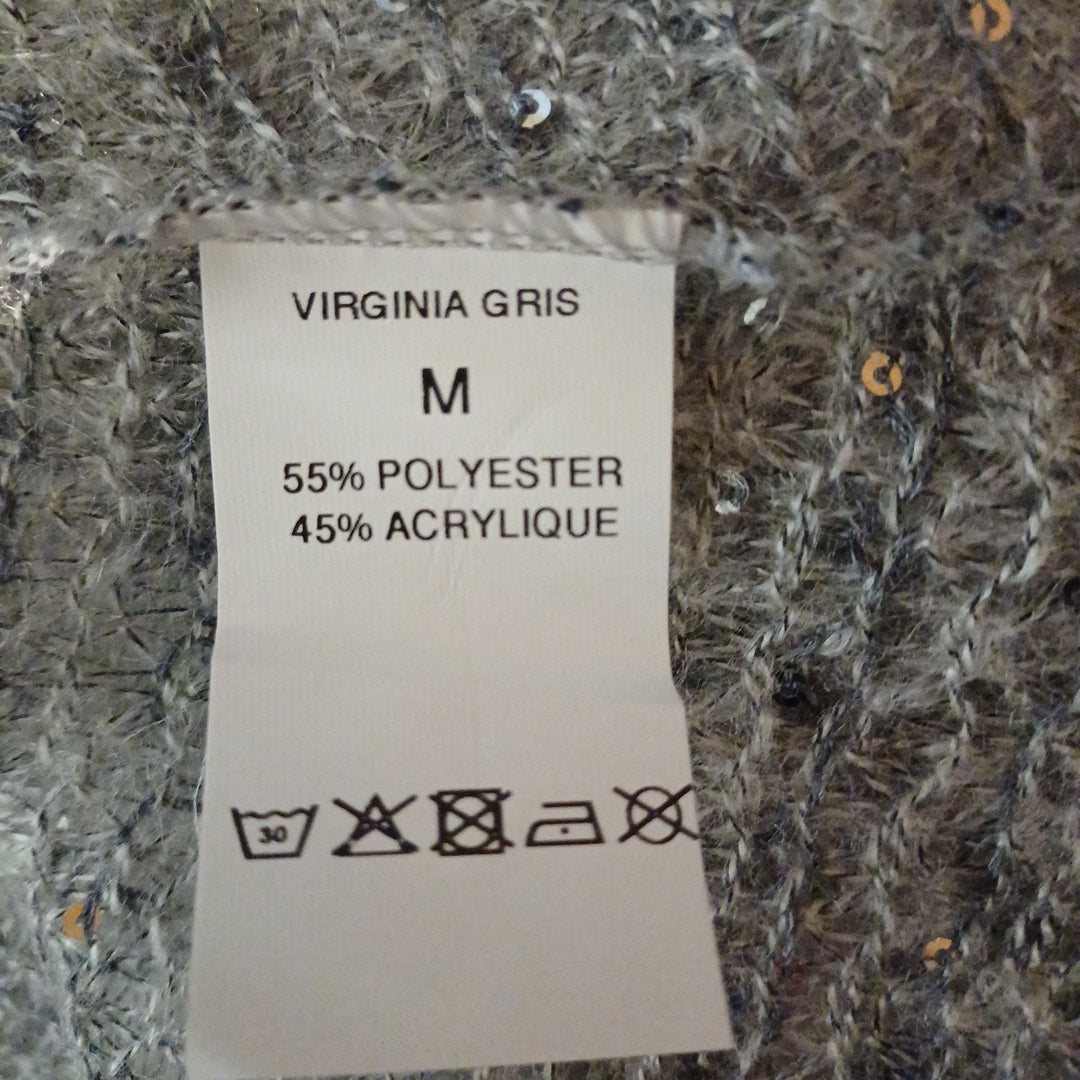 VIRGINIA GRIS
M
55% POLYESTER
45% ACRYLIQUE
30